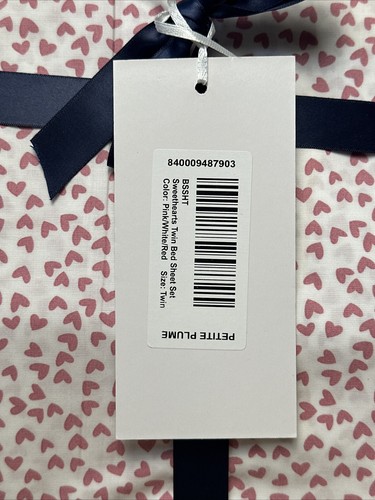 840009487903
BSSHT
Sweethearts Twin Bed Sheet Set
Color: Pink/White/Red Size: Twin
PETITE PLUME